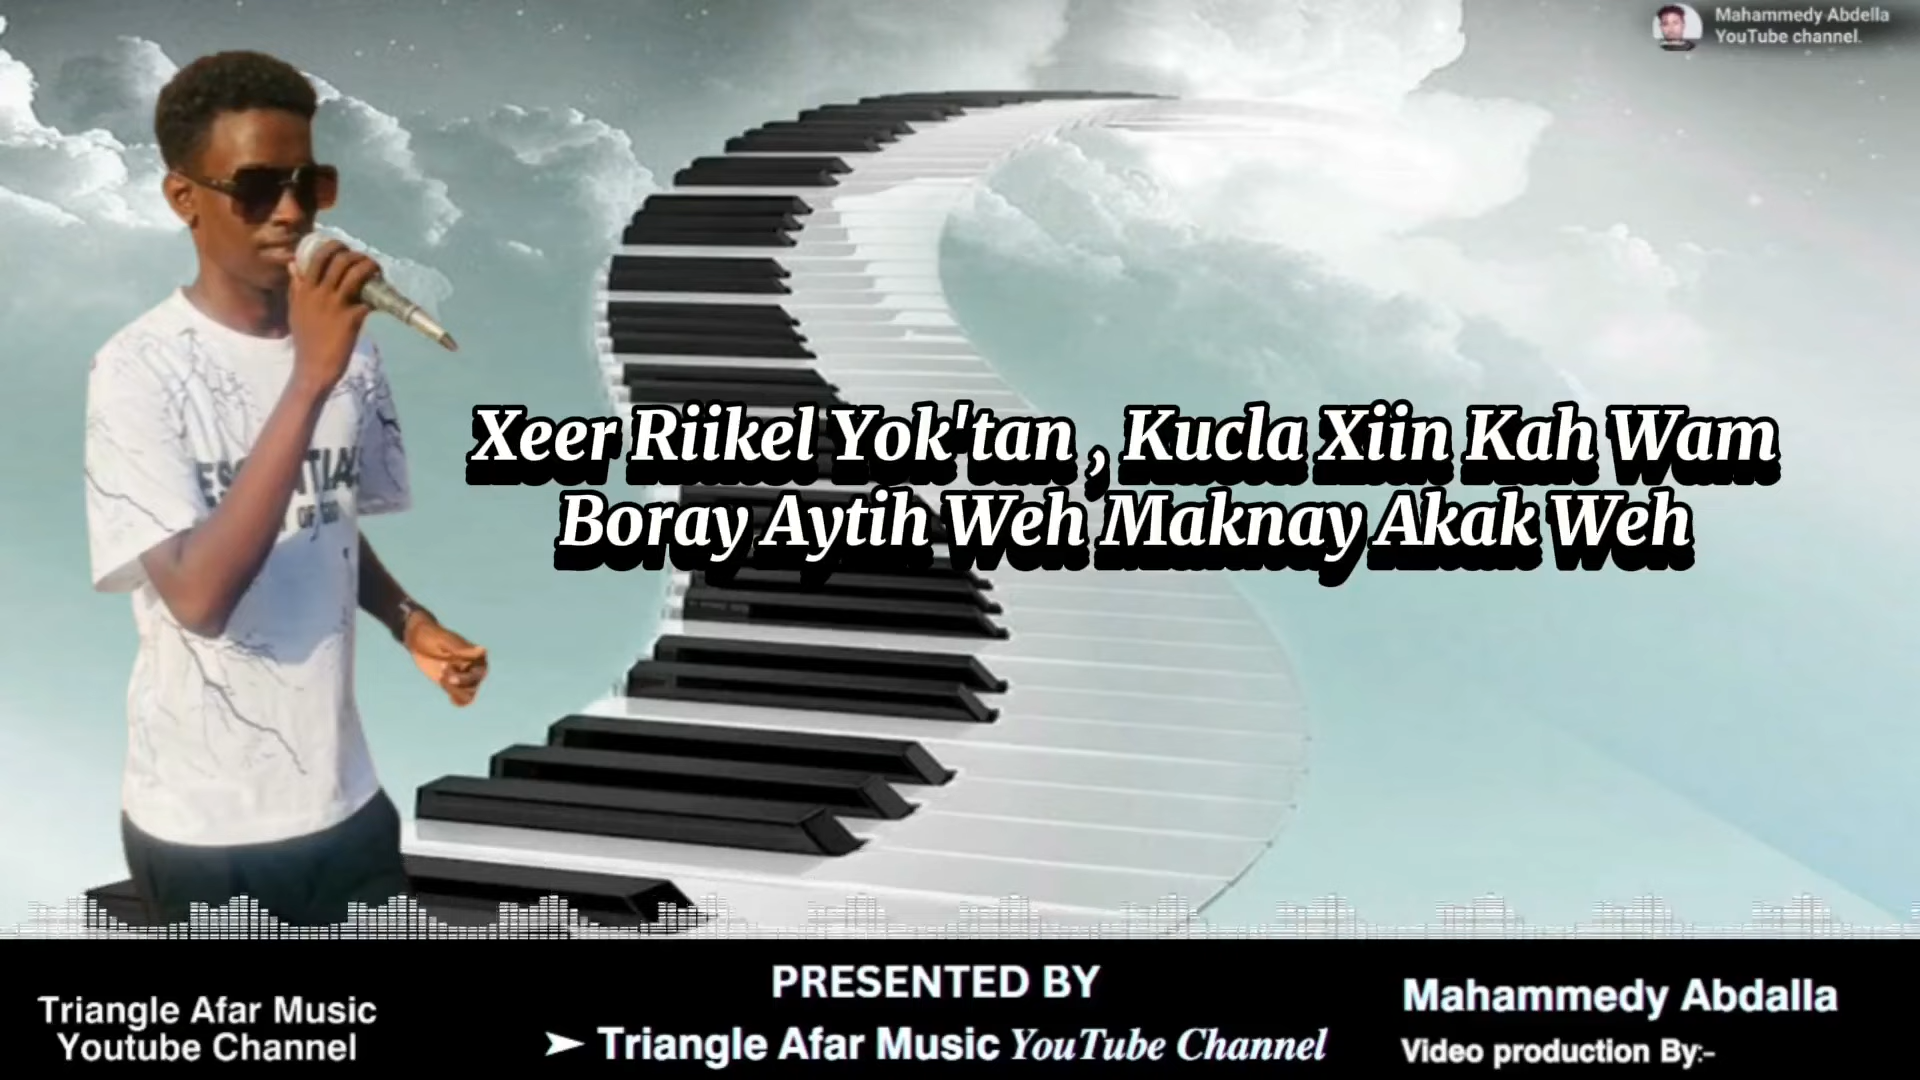 Mahammedy Abdella
YouTube channel.
Xeer Riikel Yok'tan , Kucla Xiin Kah Wam
Boray Aytih Weh Maknay Akak Weh
Triangle Afar Music
Youtube Channel
PRESENTED BY
➤ Triangle Afar Music YouTube Channel
Mahammedy Abdalla
Video production By:-